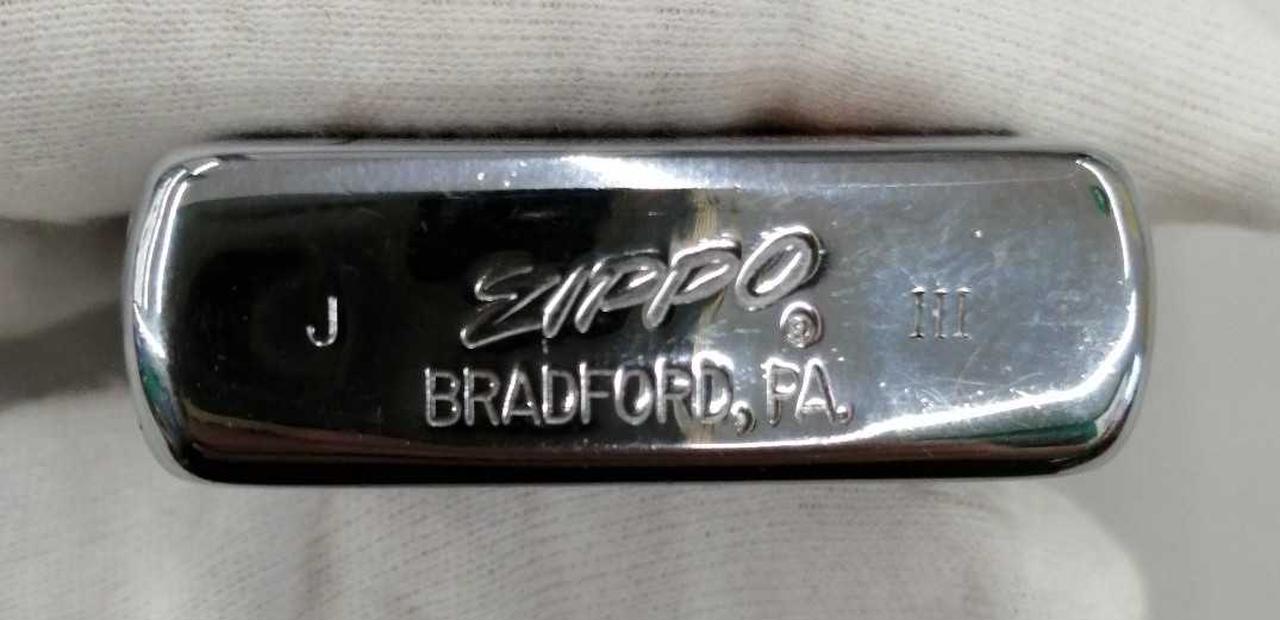 J ZIPPO ® III
BRADFORD, PA.